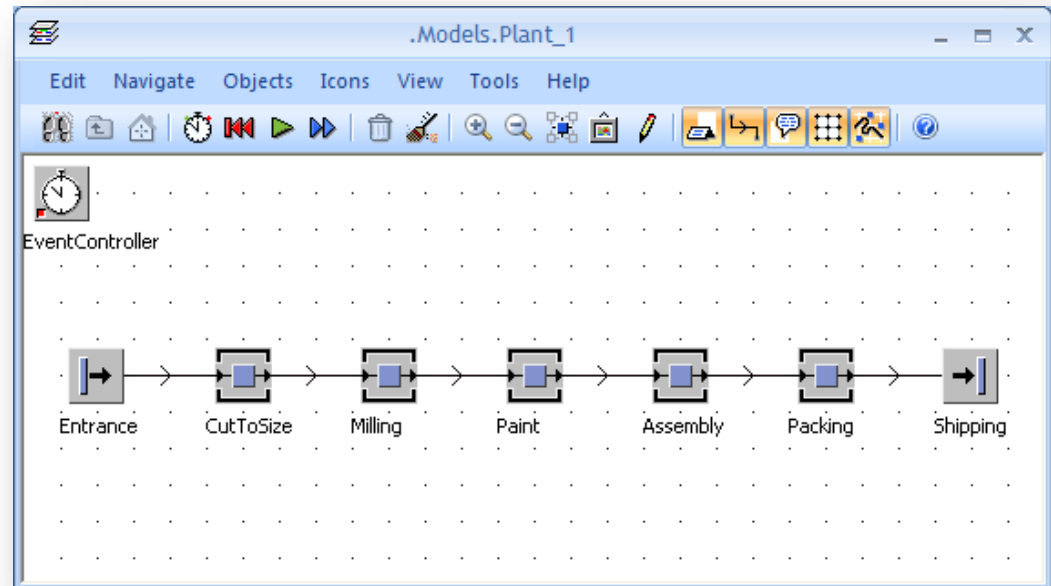 .Models.Plant_1
Edit Navigate Objects Icons View Tools Help
EventController
Entrance CutToSize Milling Paint Assembly Packing Shipping